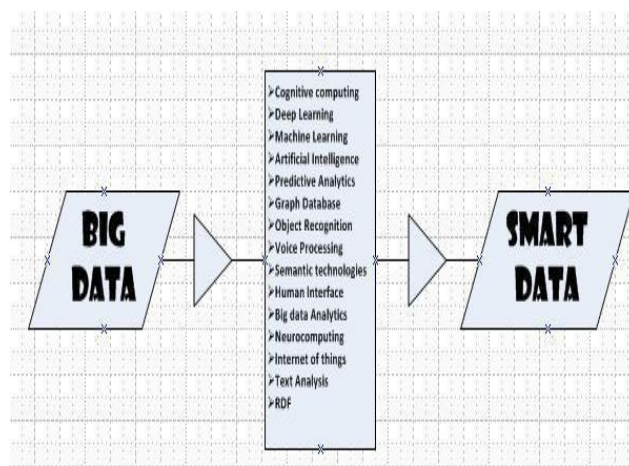 BIG
DATA
➢Cognitive computing
➢Deep Learning
➢Machine Learning
➢Artificial Intelligence
➢Predictive Analytics
➢Graph Database
➢Object Recognition
➢Voice Processing
➢Semantic technologies
➢Human Interface
➢Big data Analytics
➢Neurocomputing
➢Internet of things
➢Text Analysis
➢RDF
SMART
DATA